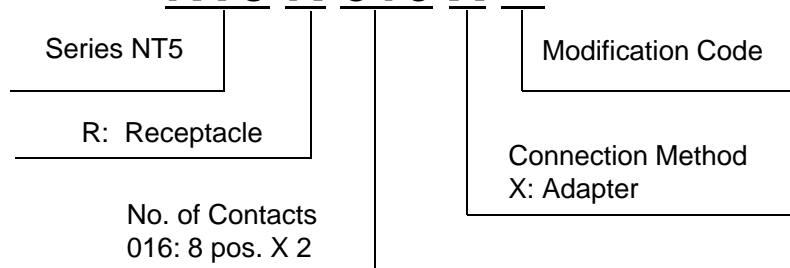 Series NT5
Modification Code
R: Receptacle
Connection Method
X: Adapter
No. of Contacts
016: 8 pos. X 2